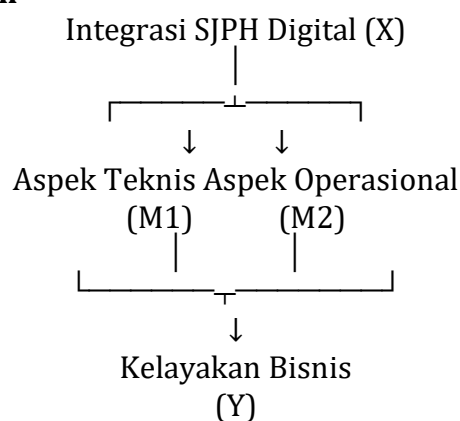 Integrasi SJPH Digital (X)
Aspek Teknis Aspek Operasional
(M1) (M2)
Kelayakan Bisnis
(Y)